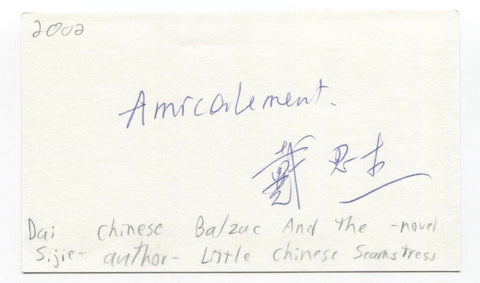 2002
Amicalement.
戴思杰
Dai chinese Balzac And the -novel
Sijie- author- Little Chinese Seamstress